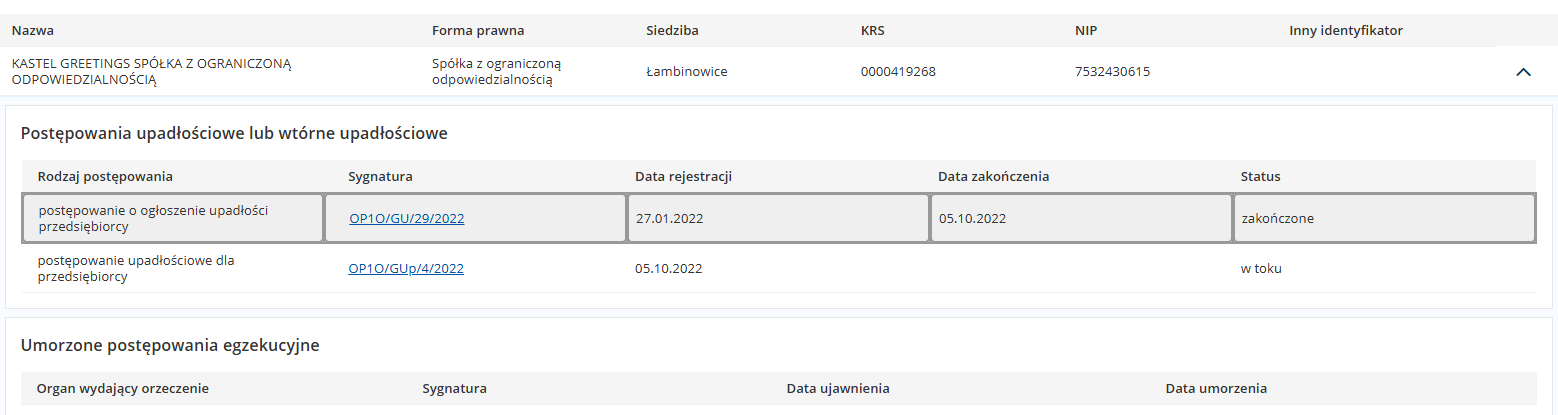 Nazwa Forma prawna Siedziba KRS NIP Inny identyfikator
KASTEL GREETINGS SPÓŁKA Z OGRANICZONĄ
ODPOWIEDZIALNOŚCIĄ
Spółka z ograniczoną
odpowiedzialnością
Łambinowice 0000419268 7532430615
Postępowania upadłościowe lub wtórne upadłościowe
Rodzaj postępowania Sygnatura Data rejestracji Data zakończenia Status
postępowanie o ogłoszenie upadłości
przedsiębiorcy
OP1O/GU/29/2022 27.01.2022 05.10.2022 zakończone
postępowanie upadłościowe dla
przedsiębiorcy
OP1O/GUp/4/2022 05.10.2022 w toku
Umorzone postępowania egzekucyjne
Organ wydający orzeczenie Sygnatura Data ujawnienia Data umorzenia